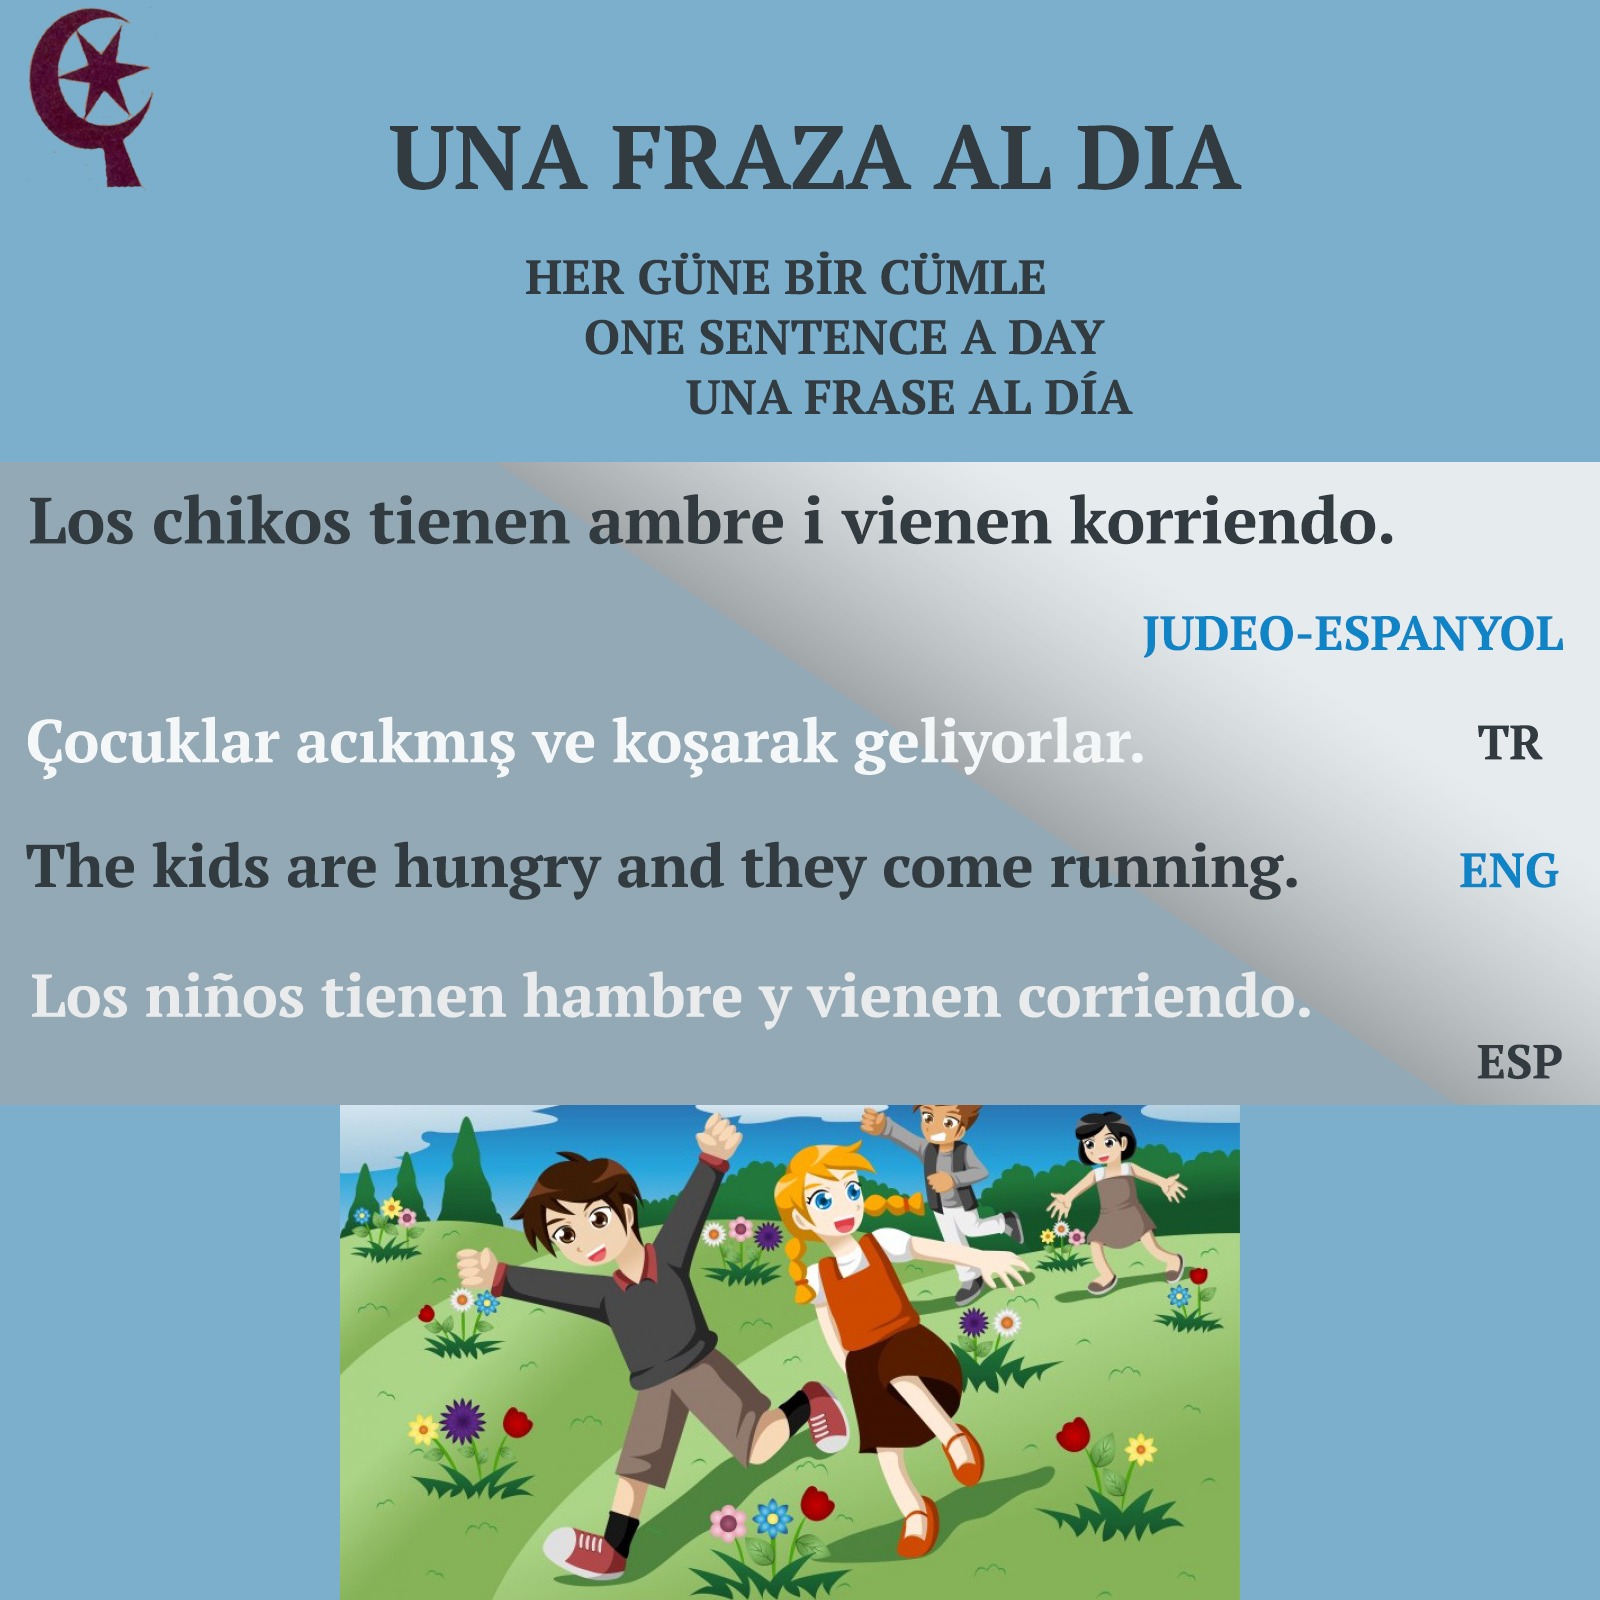 UNA FRAZA AL DIA
HER GÜNE BİR CÜMLE
ONE SENTENCE A DAY
UNA FRASE AL DÍA
Los chikos tienen ambre i vienen korriendo.
JUDEO-ESPANYOL
Çocuklar acıkmış ve koşarak geliyorlar. TR
The kids are hungry and they come running. ENG
Los niños tienen hambre y vienen corriendo.
ESP